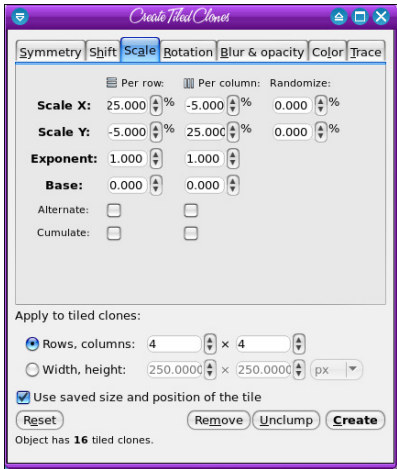 Create Tiled Clones
Symmetry Shift Scale Rotation Blur & opacity Color Trace
Per row: Per column: Randomize:
Scale X: 25.000 % -5.000 % 0.000 %
Scale Y: -5.000 % 25.000 % 0.000 %
Exponent: 1.000 1.000
Base: 0.000 0.000
Alternate:
Cumulate:
Apply to tiled clones:
Rows, columns: 4 × 4
Width, height: 250.0000 × 250.0000 px
Use saved size and position of the tile
Reset Remove Unclump Create
Object has 16 tiled clones.